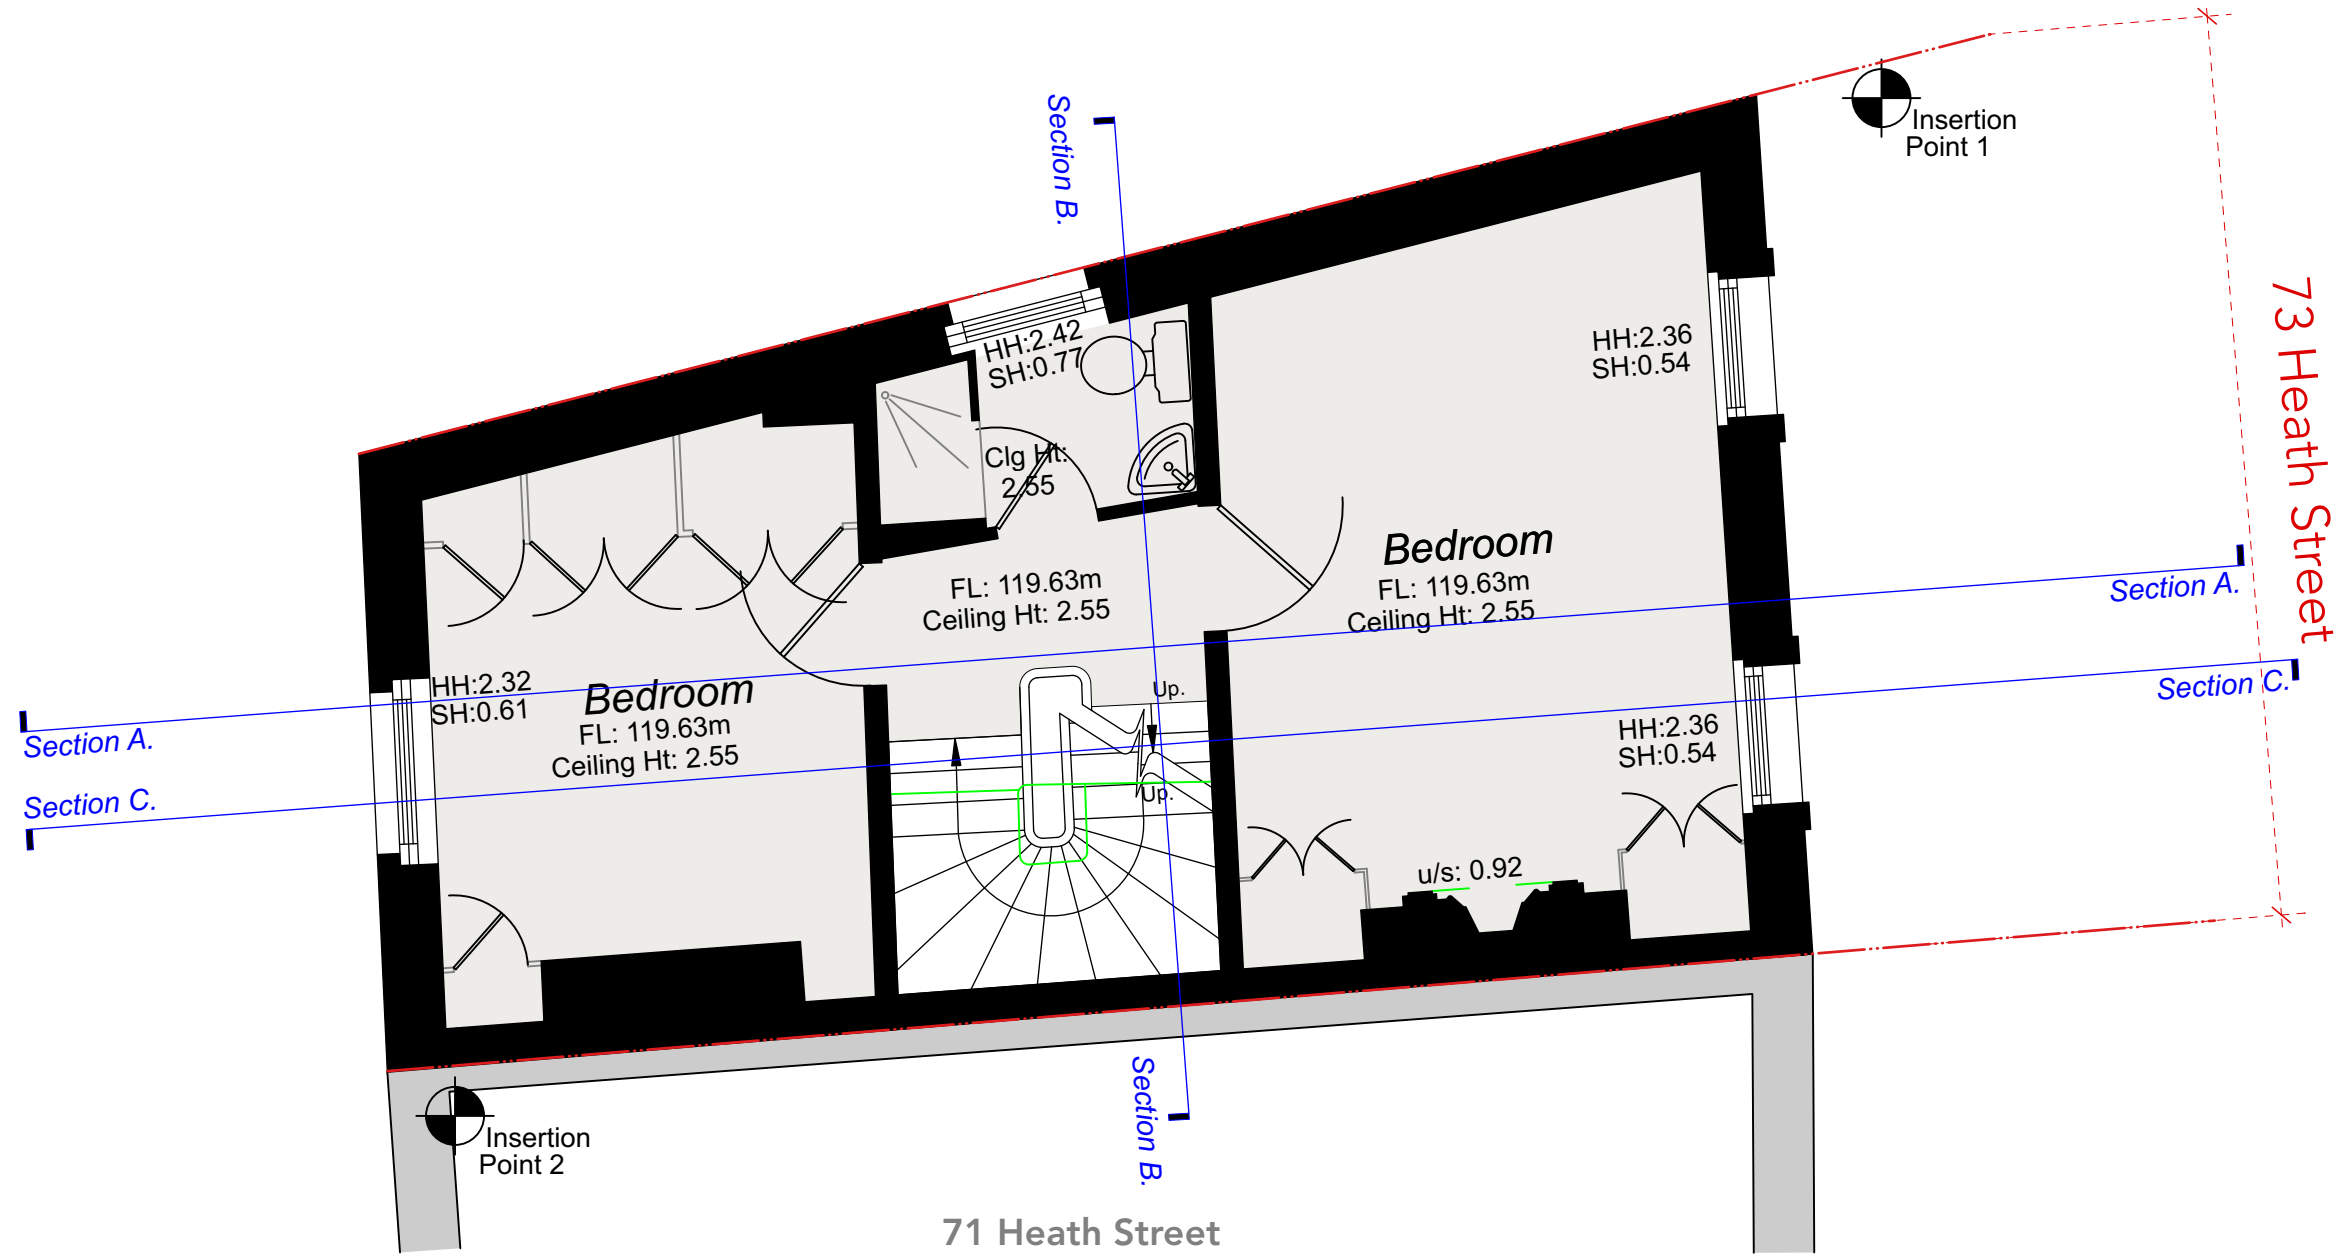 Section B.
Insertion
Point 1
73 Heath Street
HH:2.42
SH:0.77
HH:2.36
SH:0.54
Clg Ht:
2.55
Bedroom
FL: 119.63m
Ceiling Ht: 2.55
FL: 119.63m
Ceiling Ht: 2.55
Section A.
Section C.
HH:2.32
SH:0.61
Bedroom
FL: 119.63m
Ceiling Ht: 2.55
Up.
Up.
HH:2.36
SH:0.54
Section A.
Section C.
u/s: 0.92
Section B.
Insertion
Point 2
71 Heath Street